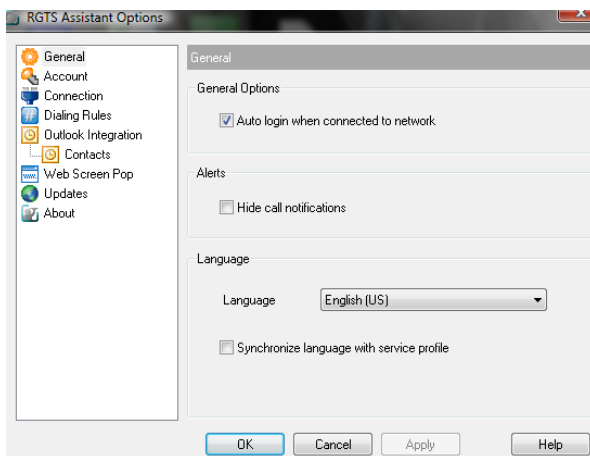 RGTS Assistant Options
General
Account
Connection
Dialing Rules
Outlook Integration
Contacts
Web Screen Pop
Updates
About
General
General Options
Auto login when connected to network
Alerts
Hide call notifications
Language
Language English (US)
Synchronize language with service profile
OK Cancel Apply Help